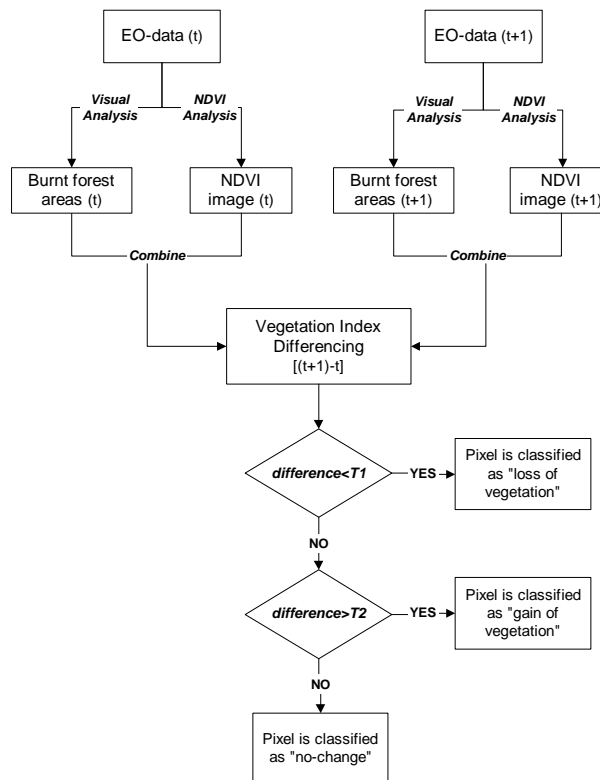 EO-data (t)
EO-data (t+1)
Visual
Analysis
NDVI
Analysis
Visual
Analysis
NDVI
Analysis
Burnt forest
areas (t)
NDVI
image (t)
Burnt forest
areas (t+1)
NDVI
image (t+1)
Combine
Combine
Vegetation Index
Differencing
[(t+1)-t]
difference<T1
YES
Pixel is classified
as "loss of
vegetation"
NO
difference>T2
YES
Pixel is classified
as "gain of
vegetation"
NO
Pixel is classified
as "no-change"